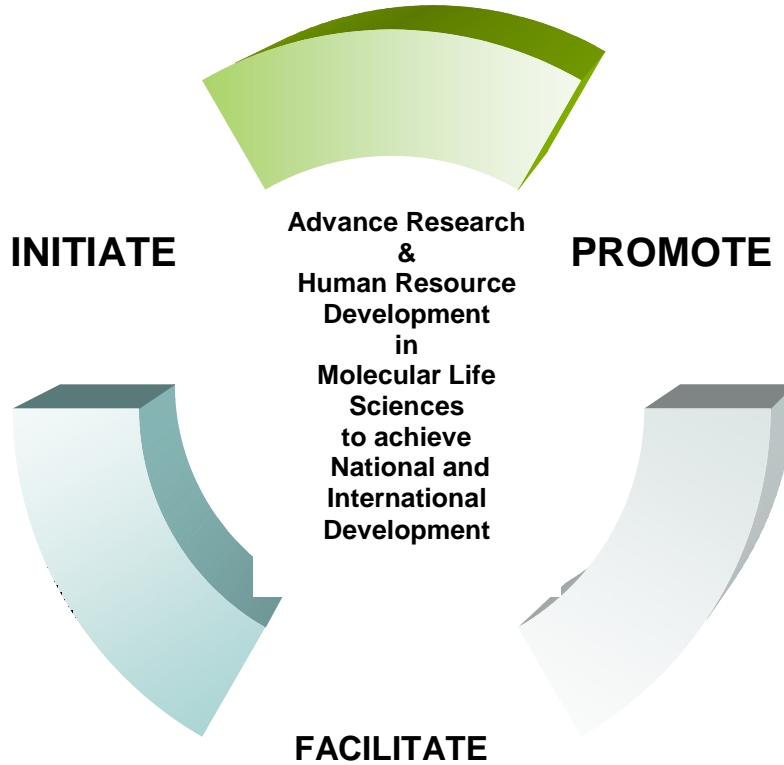 INITIATE
PROMOTE
Advance Research
&
Human Resource
Development
in
Molecular Life
Sciences
to achieve
National and
International
Development
FACILITATE